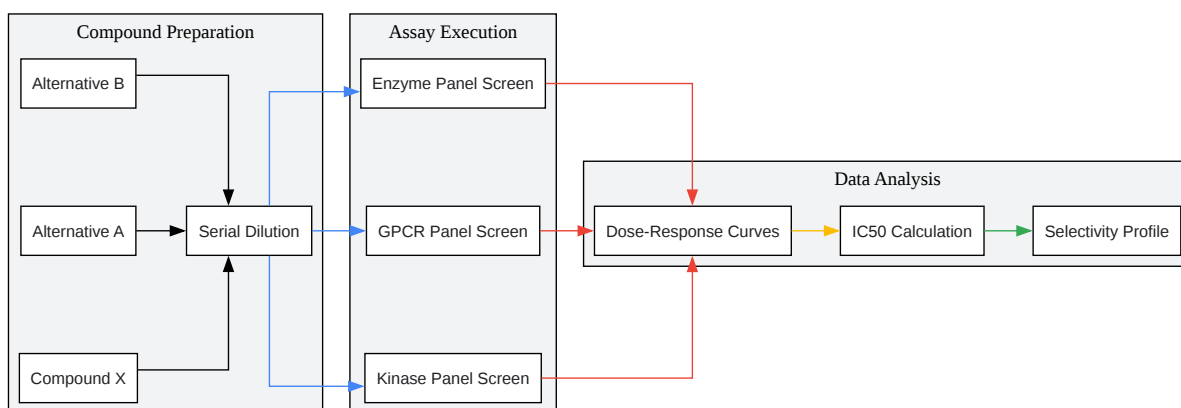 Compound Preparation
Alternative B
Alternative A
Serial Dilution
Compound X
Assay Execution
Enzyme Panel Screen
GPCR Panel Screen
Kinase Panel Screen
Data Analysis
Dose-Response Curves
IC50 Calculation
Selectivity Profile